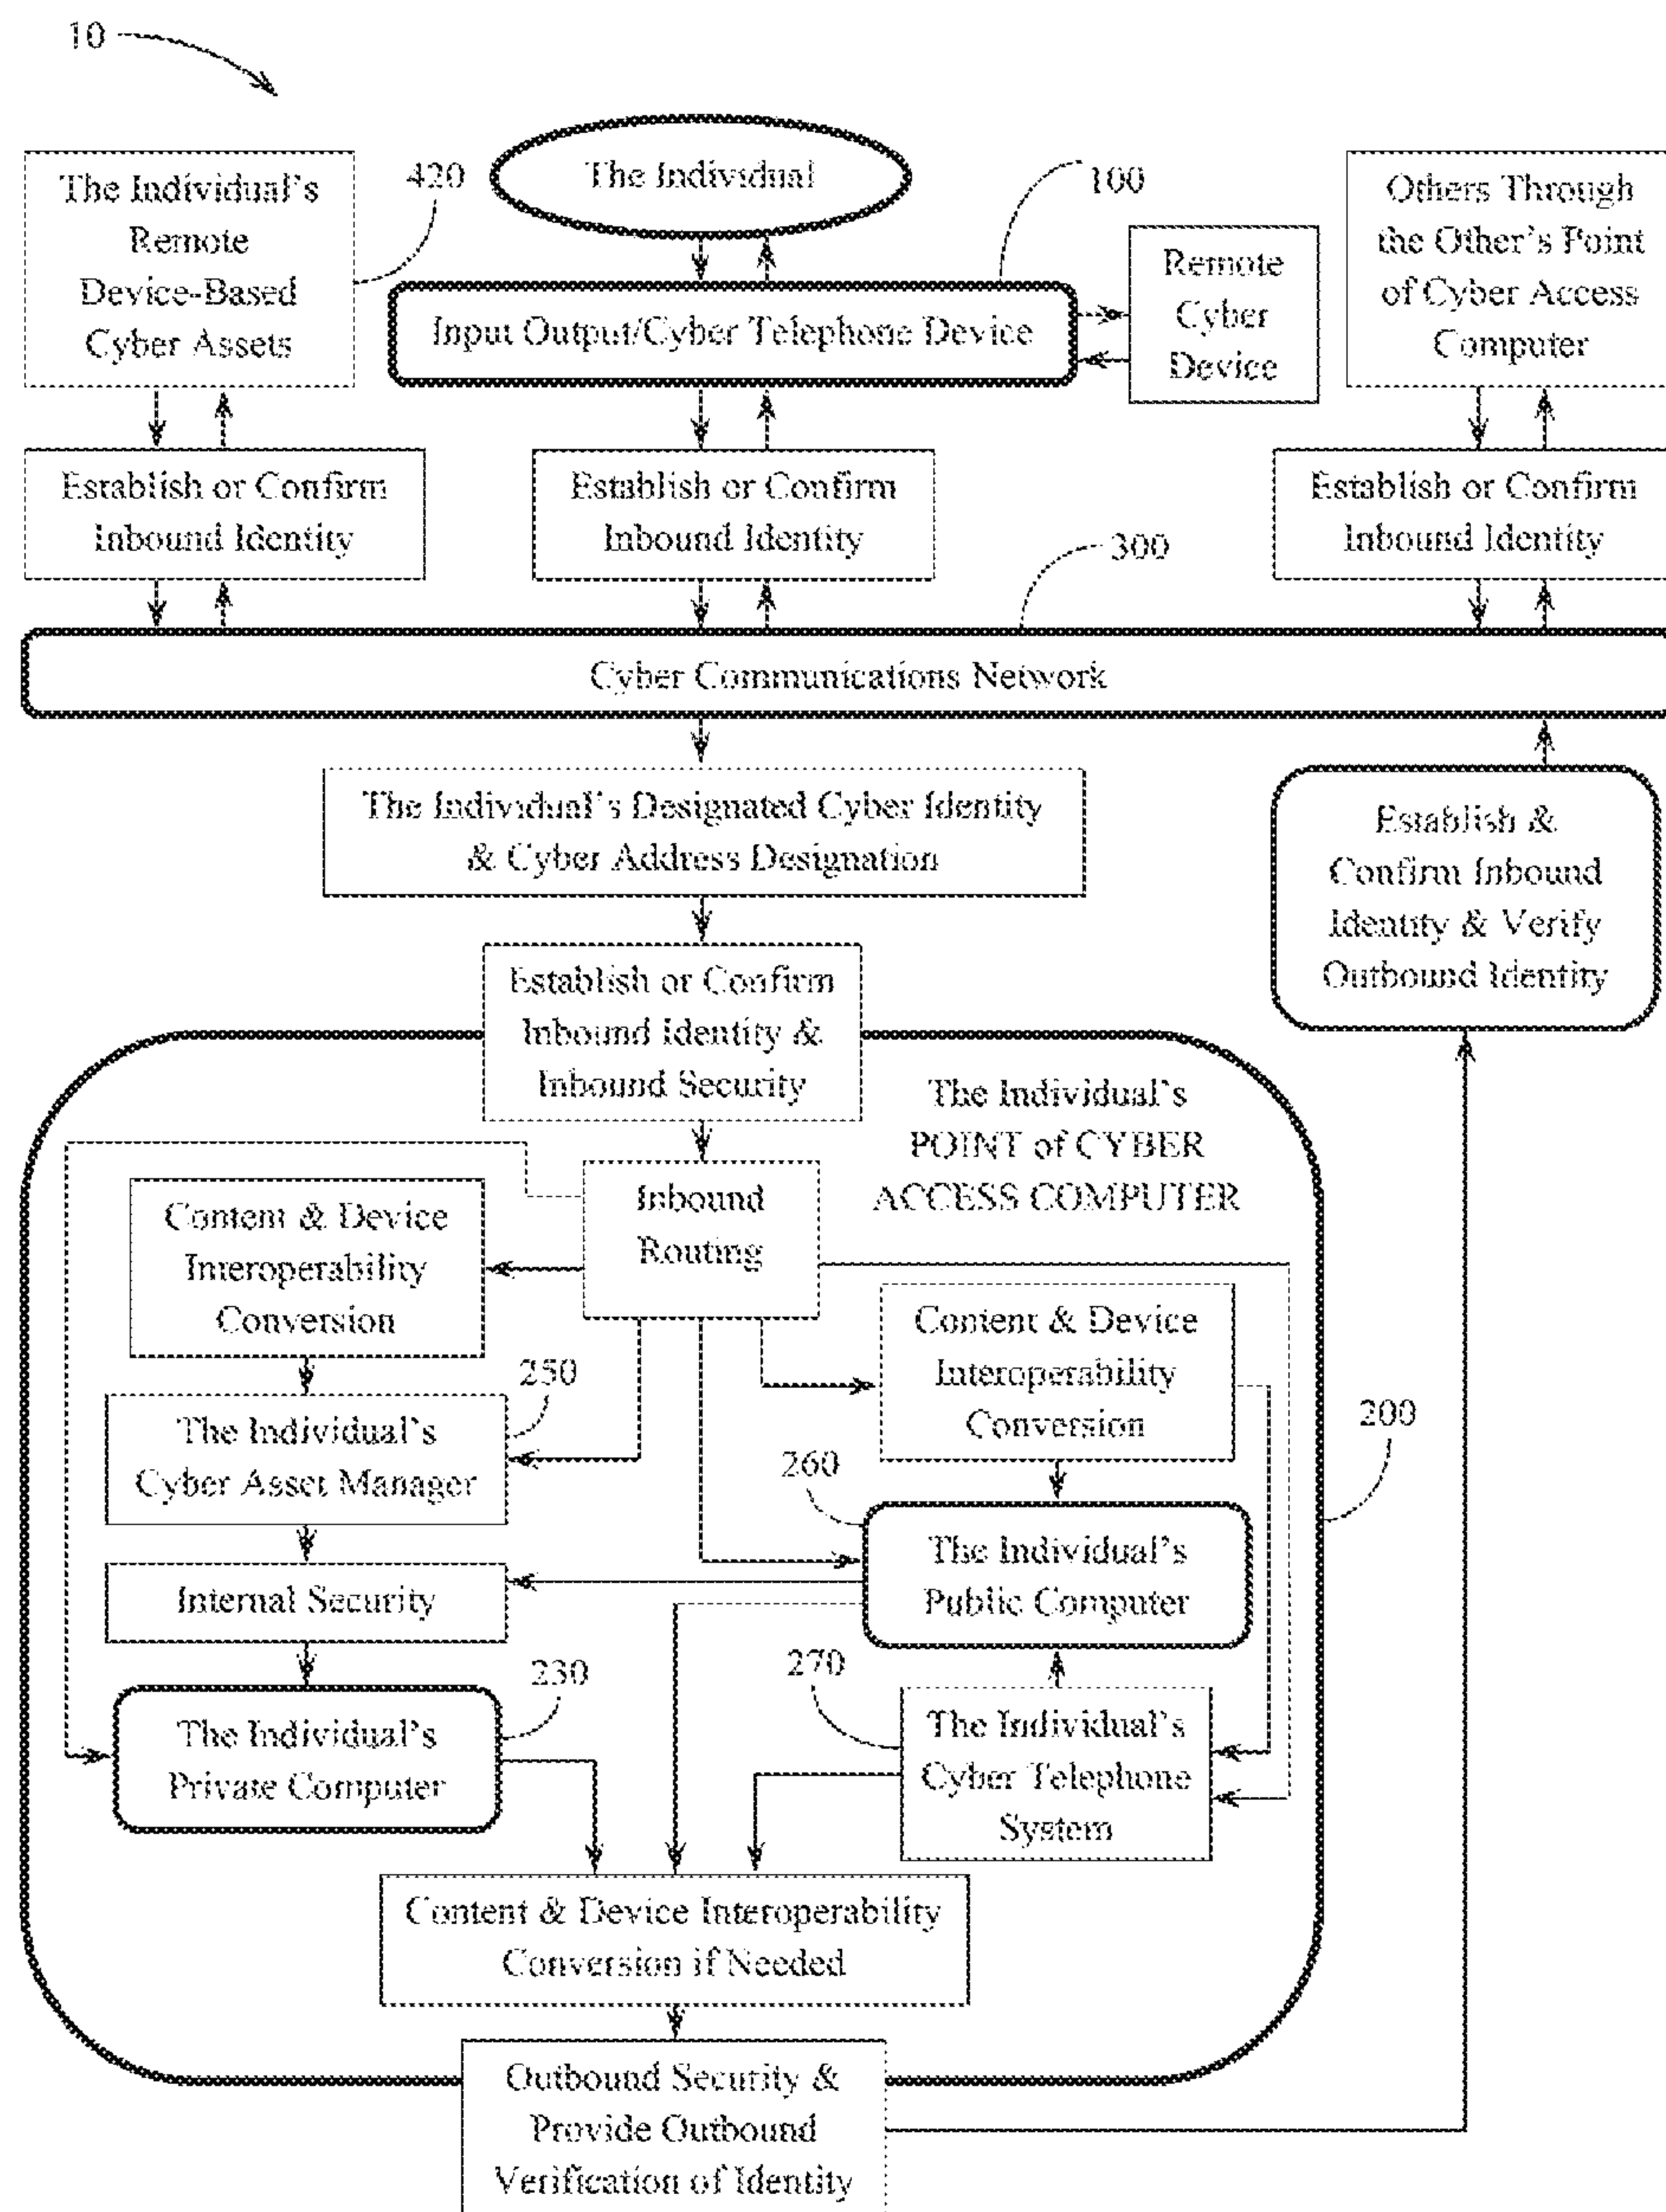 10
The Individual's
Remote
Device-Based
Cyber Assets
420
The Individual
100
Input Output/Cyber Telephone Device
Remote
Cyber
Device
Others Through
the Other's Point
of Cyber Access
Computer
Establish or Confirm
Inbound Identity
Establish or Confirm
Inbound Identity
Establish or Confirm
Inbound Identity
300
Cyber Communications Network
The Individual's Designated Cyber Identity
& Cyber Address Designation
Establish &
Confirm Inbound
Identity & Verify
Outbound Identity
Establish or Confirm
Inbound Identity &
Inbound Security
The Individual's
POINT of CYBER
ACCESS COMPUTER
Inbound
Routing
Content & Device
Interoperability
Conversion
Content & Device
Interoperability
Conversion
250
The Individual's
Cyber Asset Manager
200
260
The Individual's
Public Computer
Internal Security
230
270
The Individual's
Private Computer
The Individual's
Cyber Telephone
System
Content & Device Interoperability
Conversion if Needed
Outbound Security &
Provide Outbound
Verification of Identity